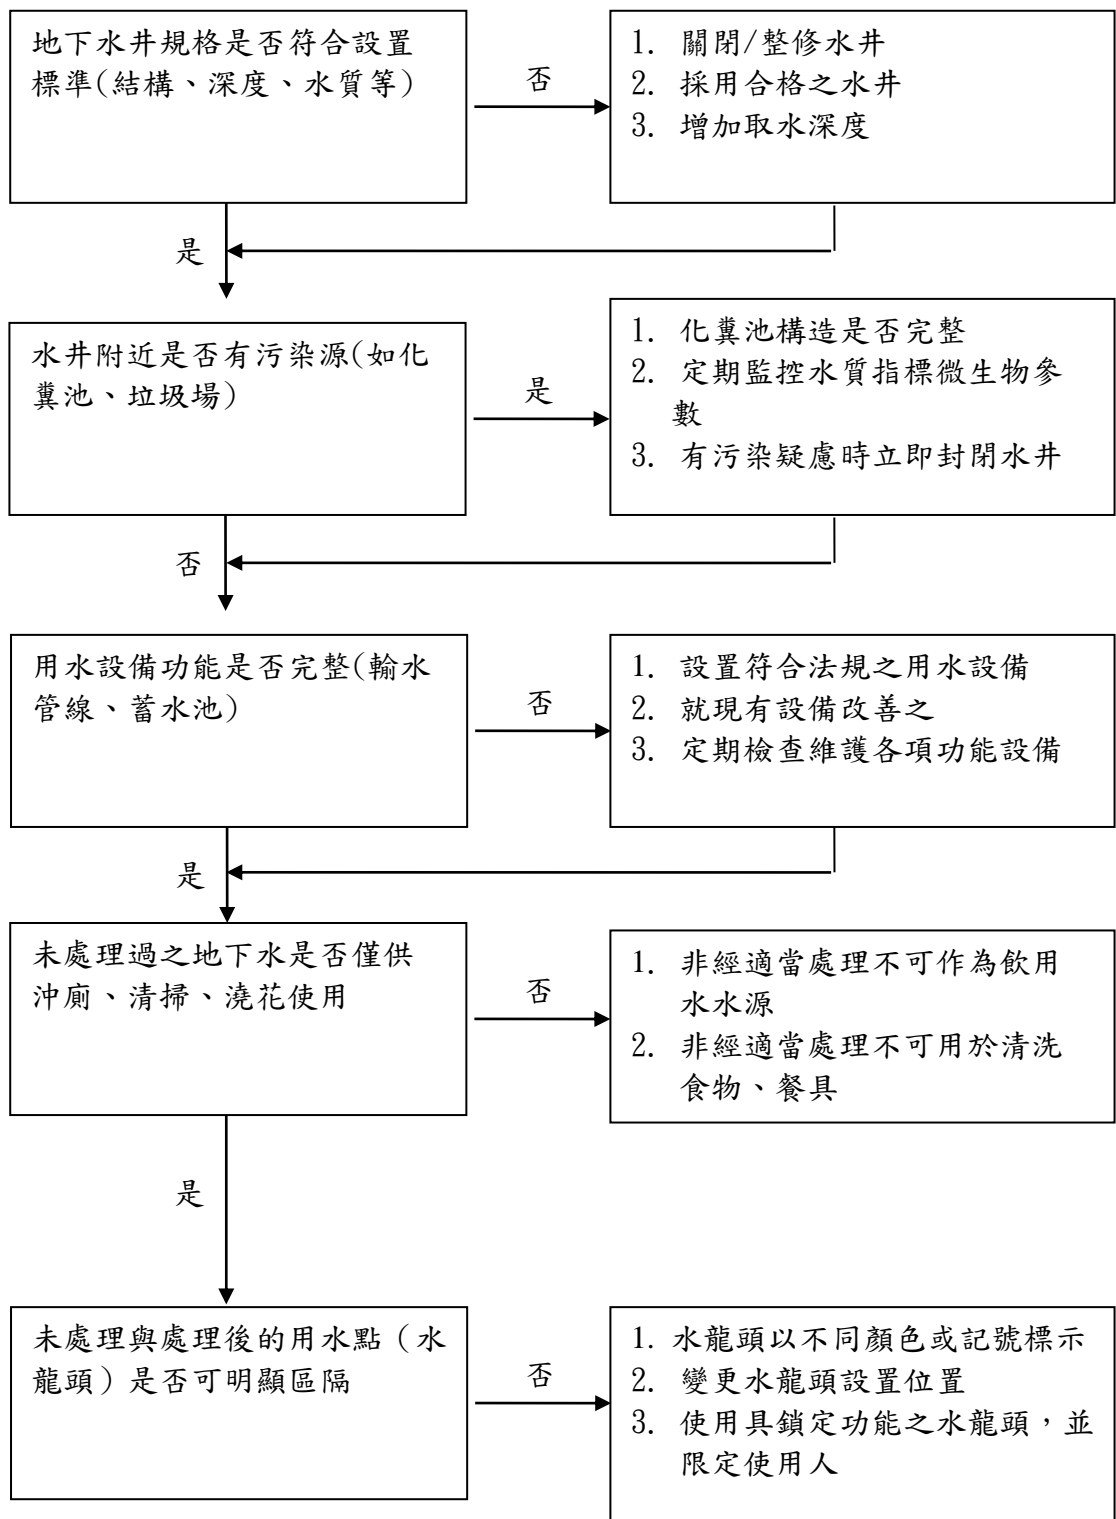 地下水井規格是否符合設置
標準(結構、深度、水質等)
否
1. 關閉/整修水井
2. 採用合格之水井
3. 增加取水深度
是
水井附近是否有污染源(如化
糞池、垃圾場)
是
1. 化糞池構造是否完整
2. 定期監控水質指標微生物參
數
3. 有污染疑慮時立即封閉水井
否
用水設備功能是否完整(輸水
管線、蓄水池)
否
1. 設置符合法規之用水設備
2. 就現有設備改善之
3. 定期檢查維護各項功能設備
是
未處理過之地下水是否僅供
沖廁、清掃、澆花使用
否
1. 非經適當處理不可作為飲用
水水源
2. 非經適當處理不可用於清洗
食物、餐具
是
未處理與處理後的用水點（水
龍頭）是否可明顯區隔
否
1. 水龍頭以不同顏色或記號標示
2. 變更水龍頭設置位置
3. 使用具鎖定功能之水龍頭，並
限定使用人